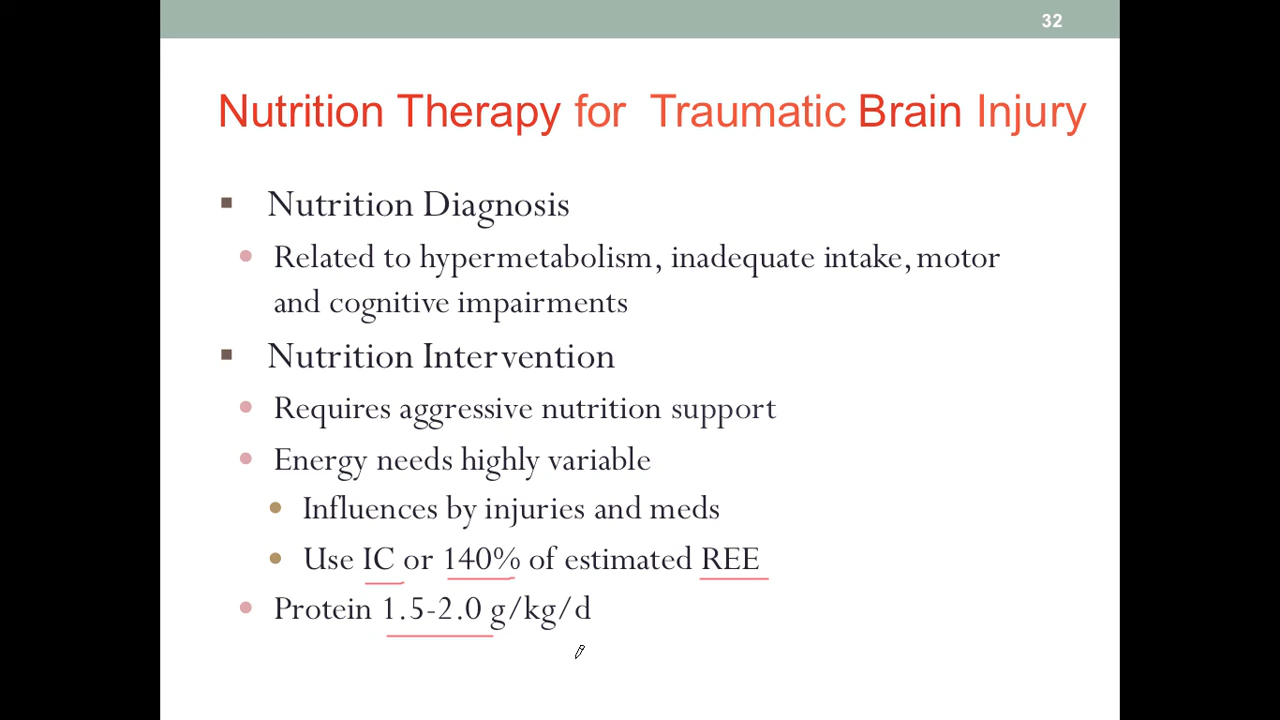 32
Nutrition Therapy for Traumatic Brain Injury
Nutrition Diagnosis
Related to hypermetabolism, inadequate intake, motor
and cognitive impairments
Nutrition Intervention
Requires aggressive nutrition support
Energy needs highly variable
Influences by injuries and meds
Use IC or 140% of estimated REE
Protein 1.5-2.0 g/kg/d